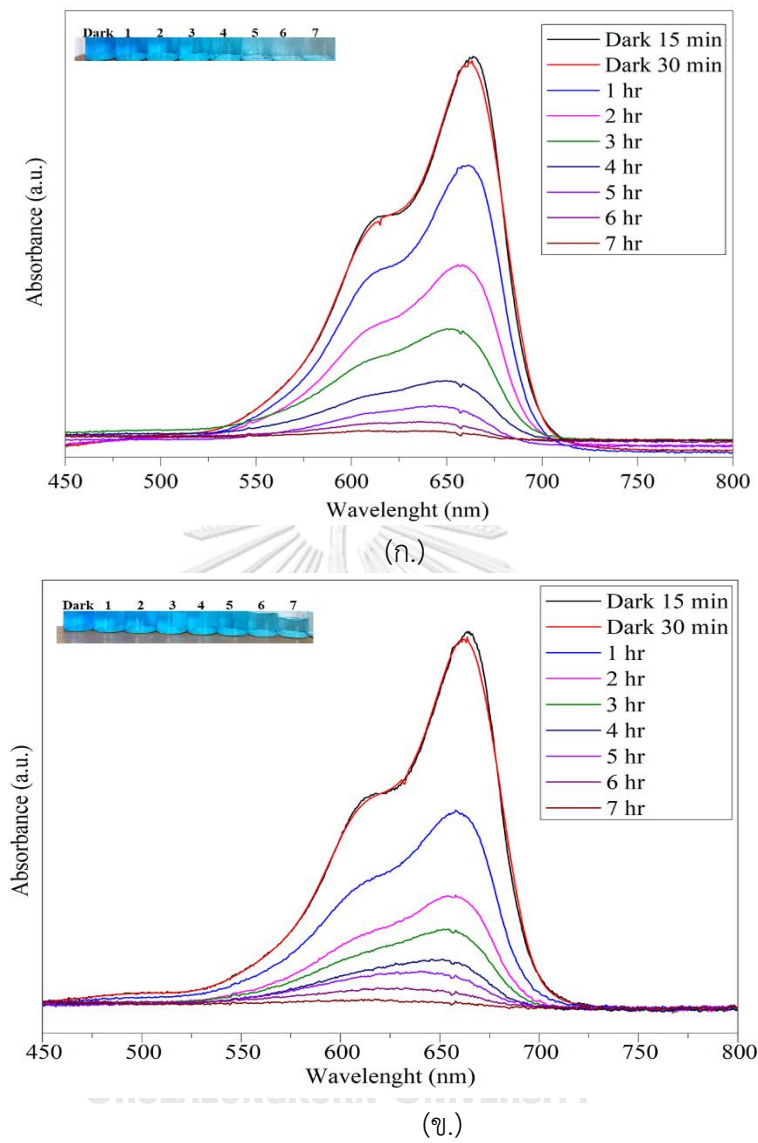 Dark 1 2 3 4 5 6 7
Dark 15 min
Dark 30 min
1 hr
2 hr
3 hr
4 hr
5 hr
6 hr
7 hr
Absorbance (a.u.)
450 500 550 600 650 700 750 800
Wavelenght (nm)
(ก.)
Dark 1 2 3 4 5 6 7
Dark 15 min
Dark 30 min
1 hr
2 hr
3 hr
4 hr
5 hr
6 hr
7 hr
Absorbance (a.u.)
450 500 550 600 650 700 750 800
Wavelenght (nm)
(ข.)